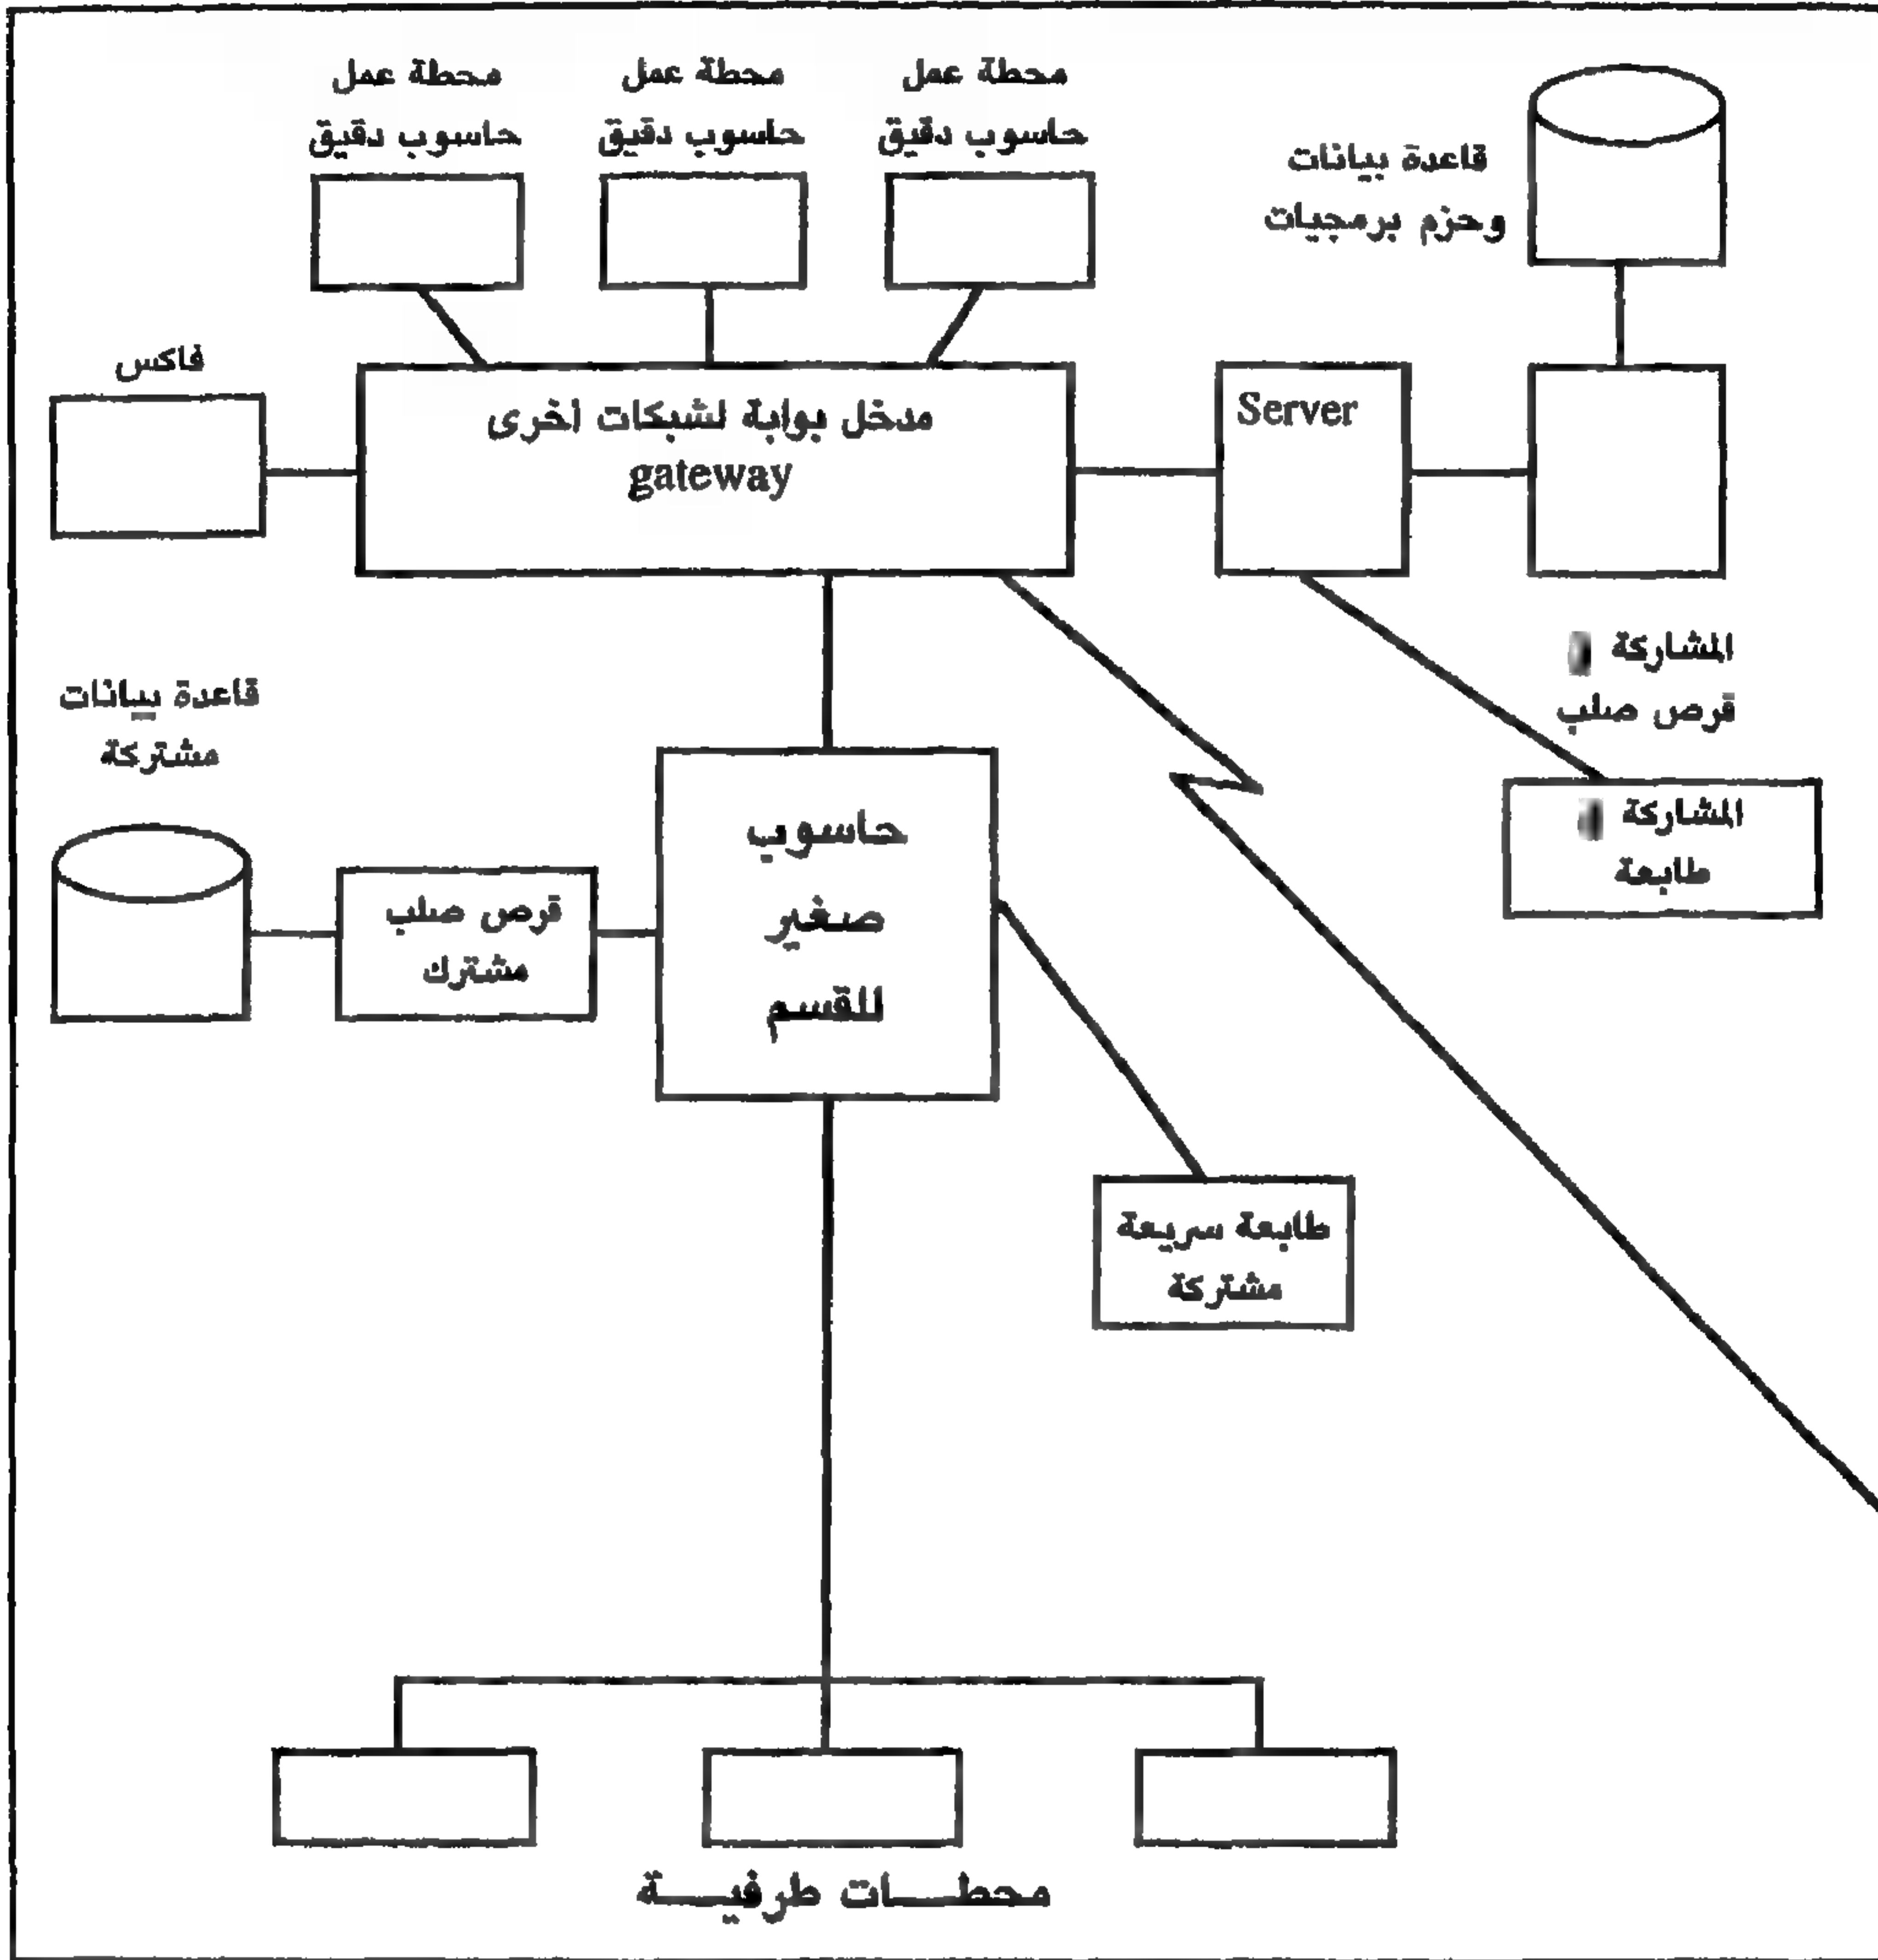 محطة عمل
حاسوب دقيق
محطة عمل
حاسوب دقيق
محطة عمل
حاسوب دقيق
قاعدة بيانات
وحزم برمجيات
فاكس
مدخل بوابة لشبكات اخرى
gateway
Server
المشاركة
قرص صلب
المشاركة
طابعة
قاعدة بيانات
مشتركة
قرص صلب
مشترك
حاسوب
صغير
للقسم
طابعة سريعة
مشتركة
محطـــات طرفيـــة